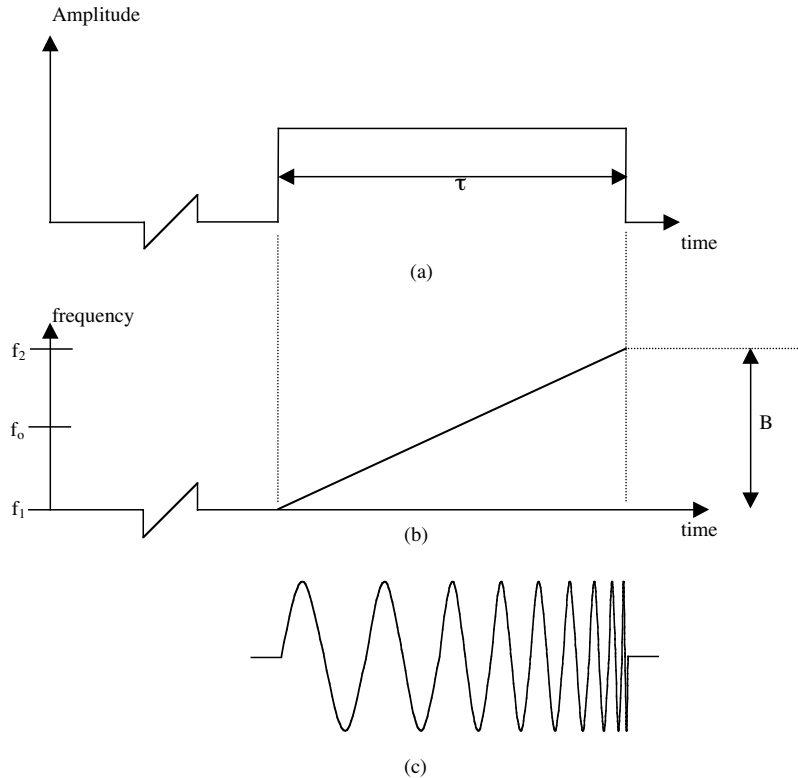 Amplitude
τ
time
(a)
frequency
f₂
fₒ
B
f₁
time
(b)
(c)